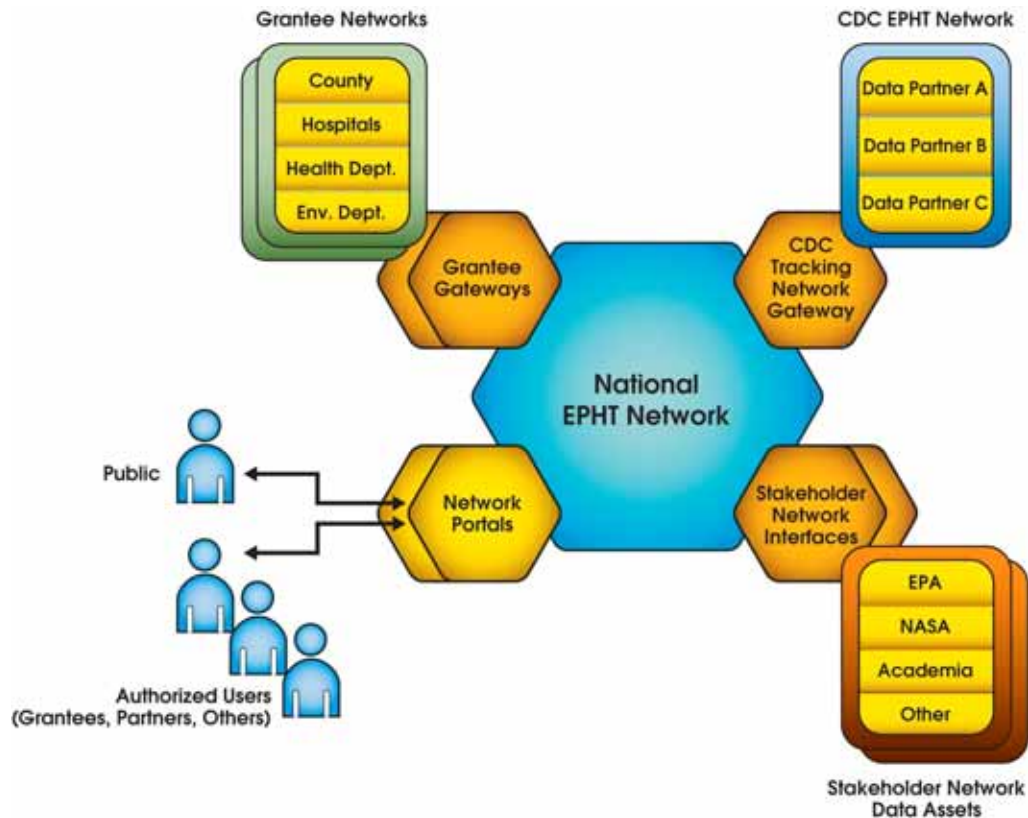 Grantee Networks
County
Hospitals
Health Dept.
Env. Dept.
CDC EPHT Network
Data Partner A
Data Partner B
Data Partner C
Grantee
Gateways
CDC
Tracking
Network
Gateway
National
EPHT Network
Public
Network
Portals
Stakeholder
Network
Interfaces
Authorized Users
(Grantees, Partners, Others)
EPA
NASA
Academia
Other
Stakeholder Network
Data Assets